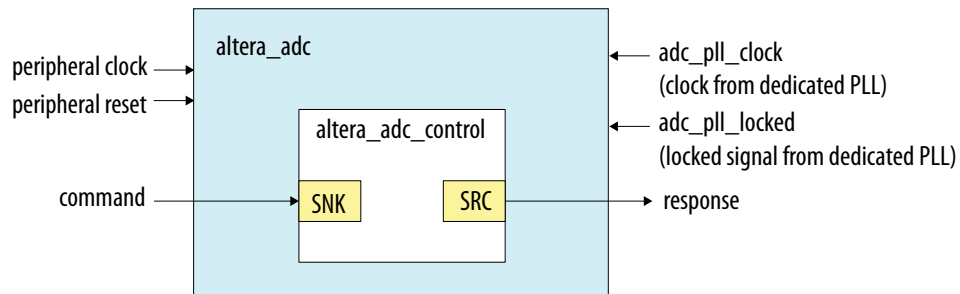 altera_adc
peripheral clock
peripheral reset
adc_pll_clock
(clock from dedicated PLL)
adc_pll_locked
(locked signal from dedicated PLL)
altera_adc_control
command
SNK
SRC
response